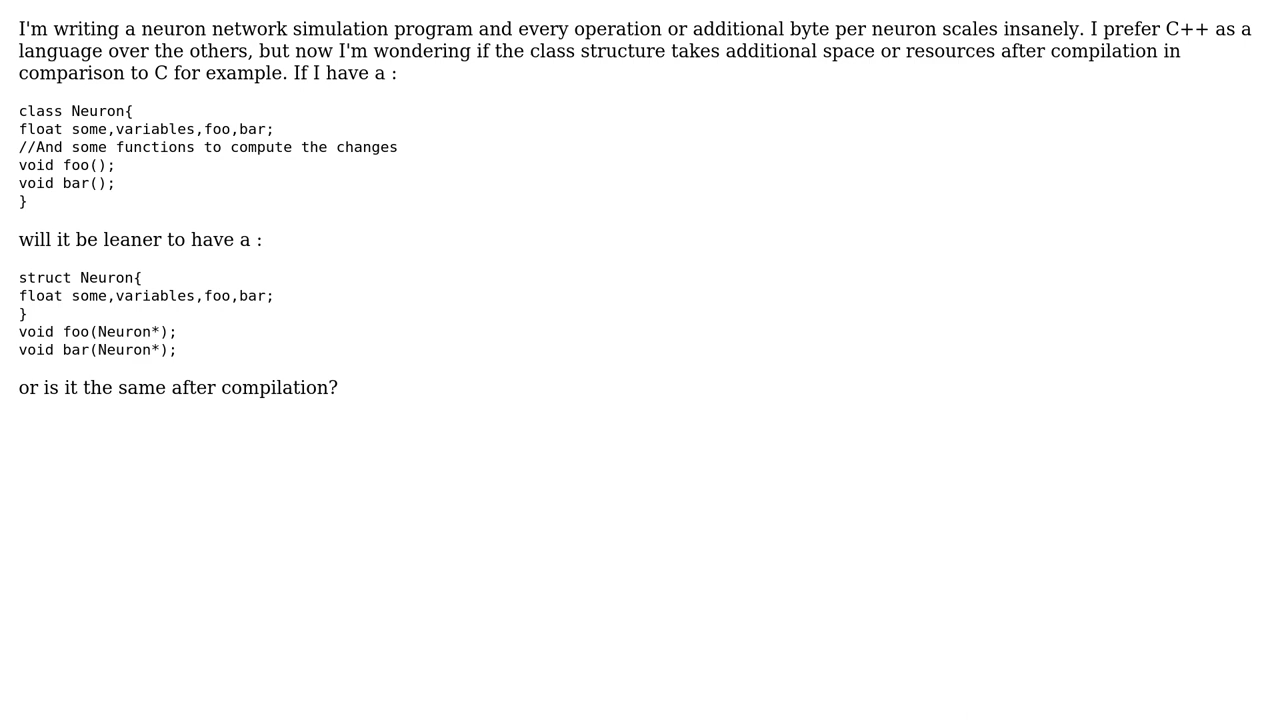 I'm writing a neuron network simulation program and every operation or additional byte per neuron scales insanely. I prefer C++ as a
language over the others, but now I'm wondering if the class structure takes additional space or resources after compilation in
comparison to C for example. If I have a :
class Neuron{
float some,variables,foo,bar;
//And some functions to compute the changes
void foo();
void bar();
}
will it be leaner to have a :
struct Neuron{
float some,variables,foo,bar;
}
void foo(Neuron*);
void bar(Neuron*);
or is it the same after compilation?